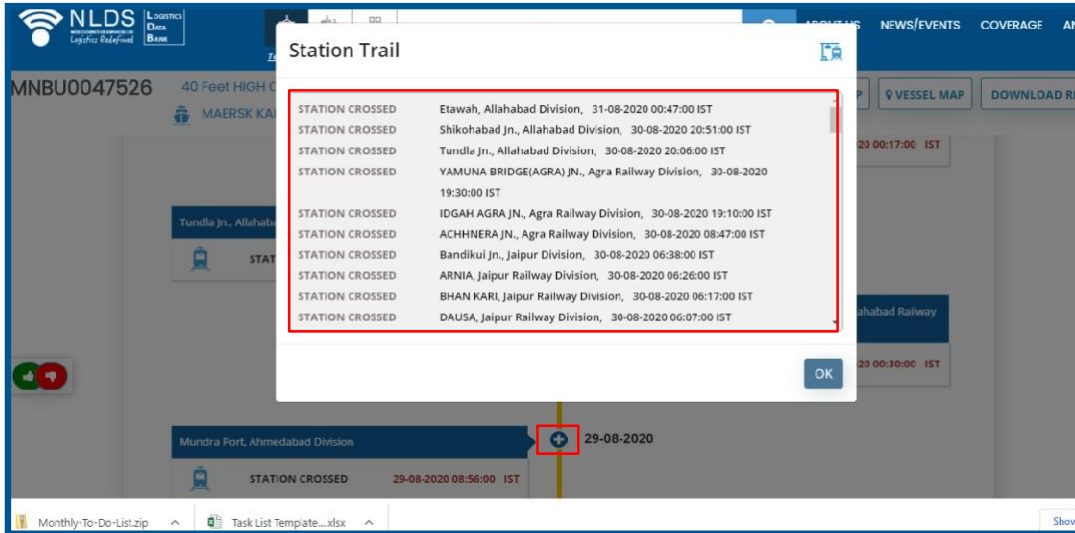 NLDS LOGISTICS DATA BANK
Logistics Redefined
ABOUT US NEWS/EVENTS COVERAGE
MNBU0047526
40 Feet HIGH
MAERSK
VESSEL MAP
DOWNLOAD
Station Trail
STATION CROSSED Etawah, Allahabad Division, 31-08-2020 00:47:00 IST
STATION CROSSED Shikohabad Jn., Allahabad Division, 30-08-2020 20:51:00 IST
STATION CROSSED Tundla Jn., Allahabad Division, 30-08-2020 20:06:00 IST
STATION CROSSED YAMUNA BRIDGE(AGRA) JN., Agra Railway Division, 30-08-2020
19:30:00 IST
STATION CROSSED IDGAH AGRA JN., Agra Railway Division, 30-08-2020 19:10:00 IST
STATION CROSSED ACHHNERA JN., Agra Railway Division, 30-08-2020 08:47:00 IST
STATION CROSSED Bandikui Jn., Jaipur Division, 30-08-2020 06:38:00 IST
STATION CROSSED ARNIA, Jaipur Railway Division, 30-08-2020 06:26:00 IST
STATION CROSSED BHAN KARI, Jaipur Railway Division, 30-08-2020 06:17:00 IST
STATION CROSSED DAUSA, Jaipur Railway Division, 30-08-2020 06:07:00 IST
OK
20 00:17:00 IST
Tundla Jn., Allahab
STAT
ahabad Railway
20 00:30:00 IST
Mundra Port, Ahmedabad Division
29-08-2020
STATION CROSSED 29-08-2020 08:56:00 IST
Monthly-To-Do-List.zip
Task List Template....xlsx
Show